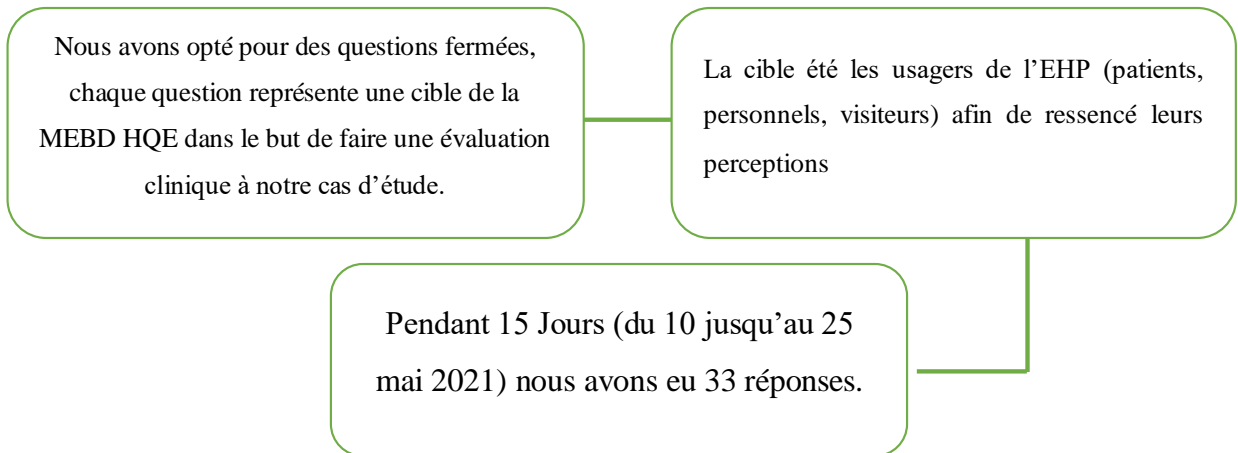 Nous avons opté pour des questions fermées,
chaque question représente une cible de la
MEBD HQE dans le but de faire une évaluation
clinique à notre cas d’étude.
La cible été les usagers de l’EHP (patients,
personnels, visiteurs) afin de ressencé leurs
perceptions
Pendant 15 Jours (du 10 jusqu’au 25
mai 2021) nous avons eu 33 réponses.